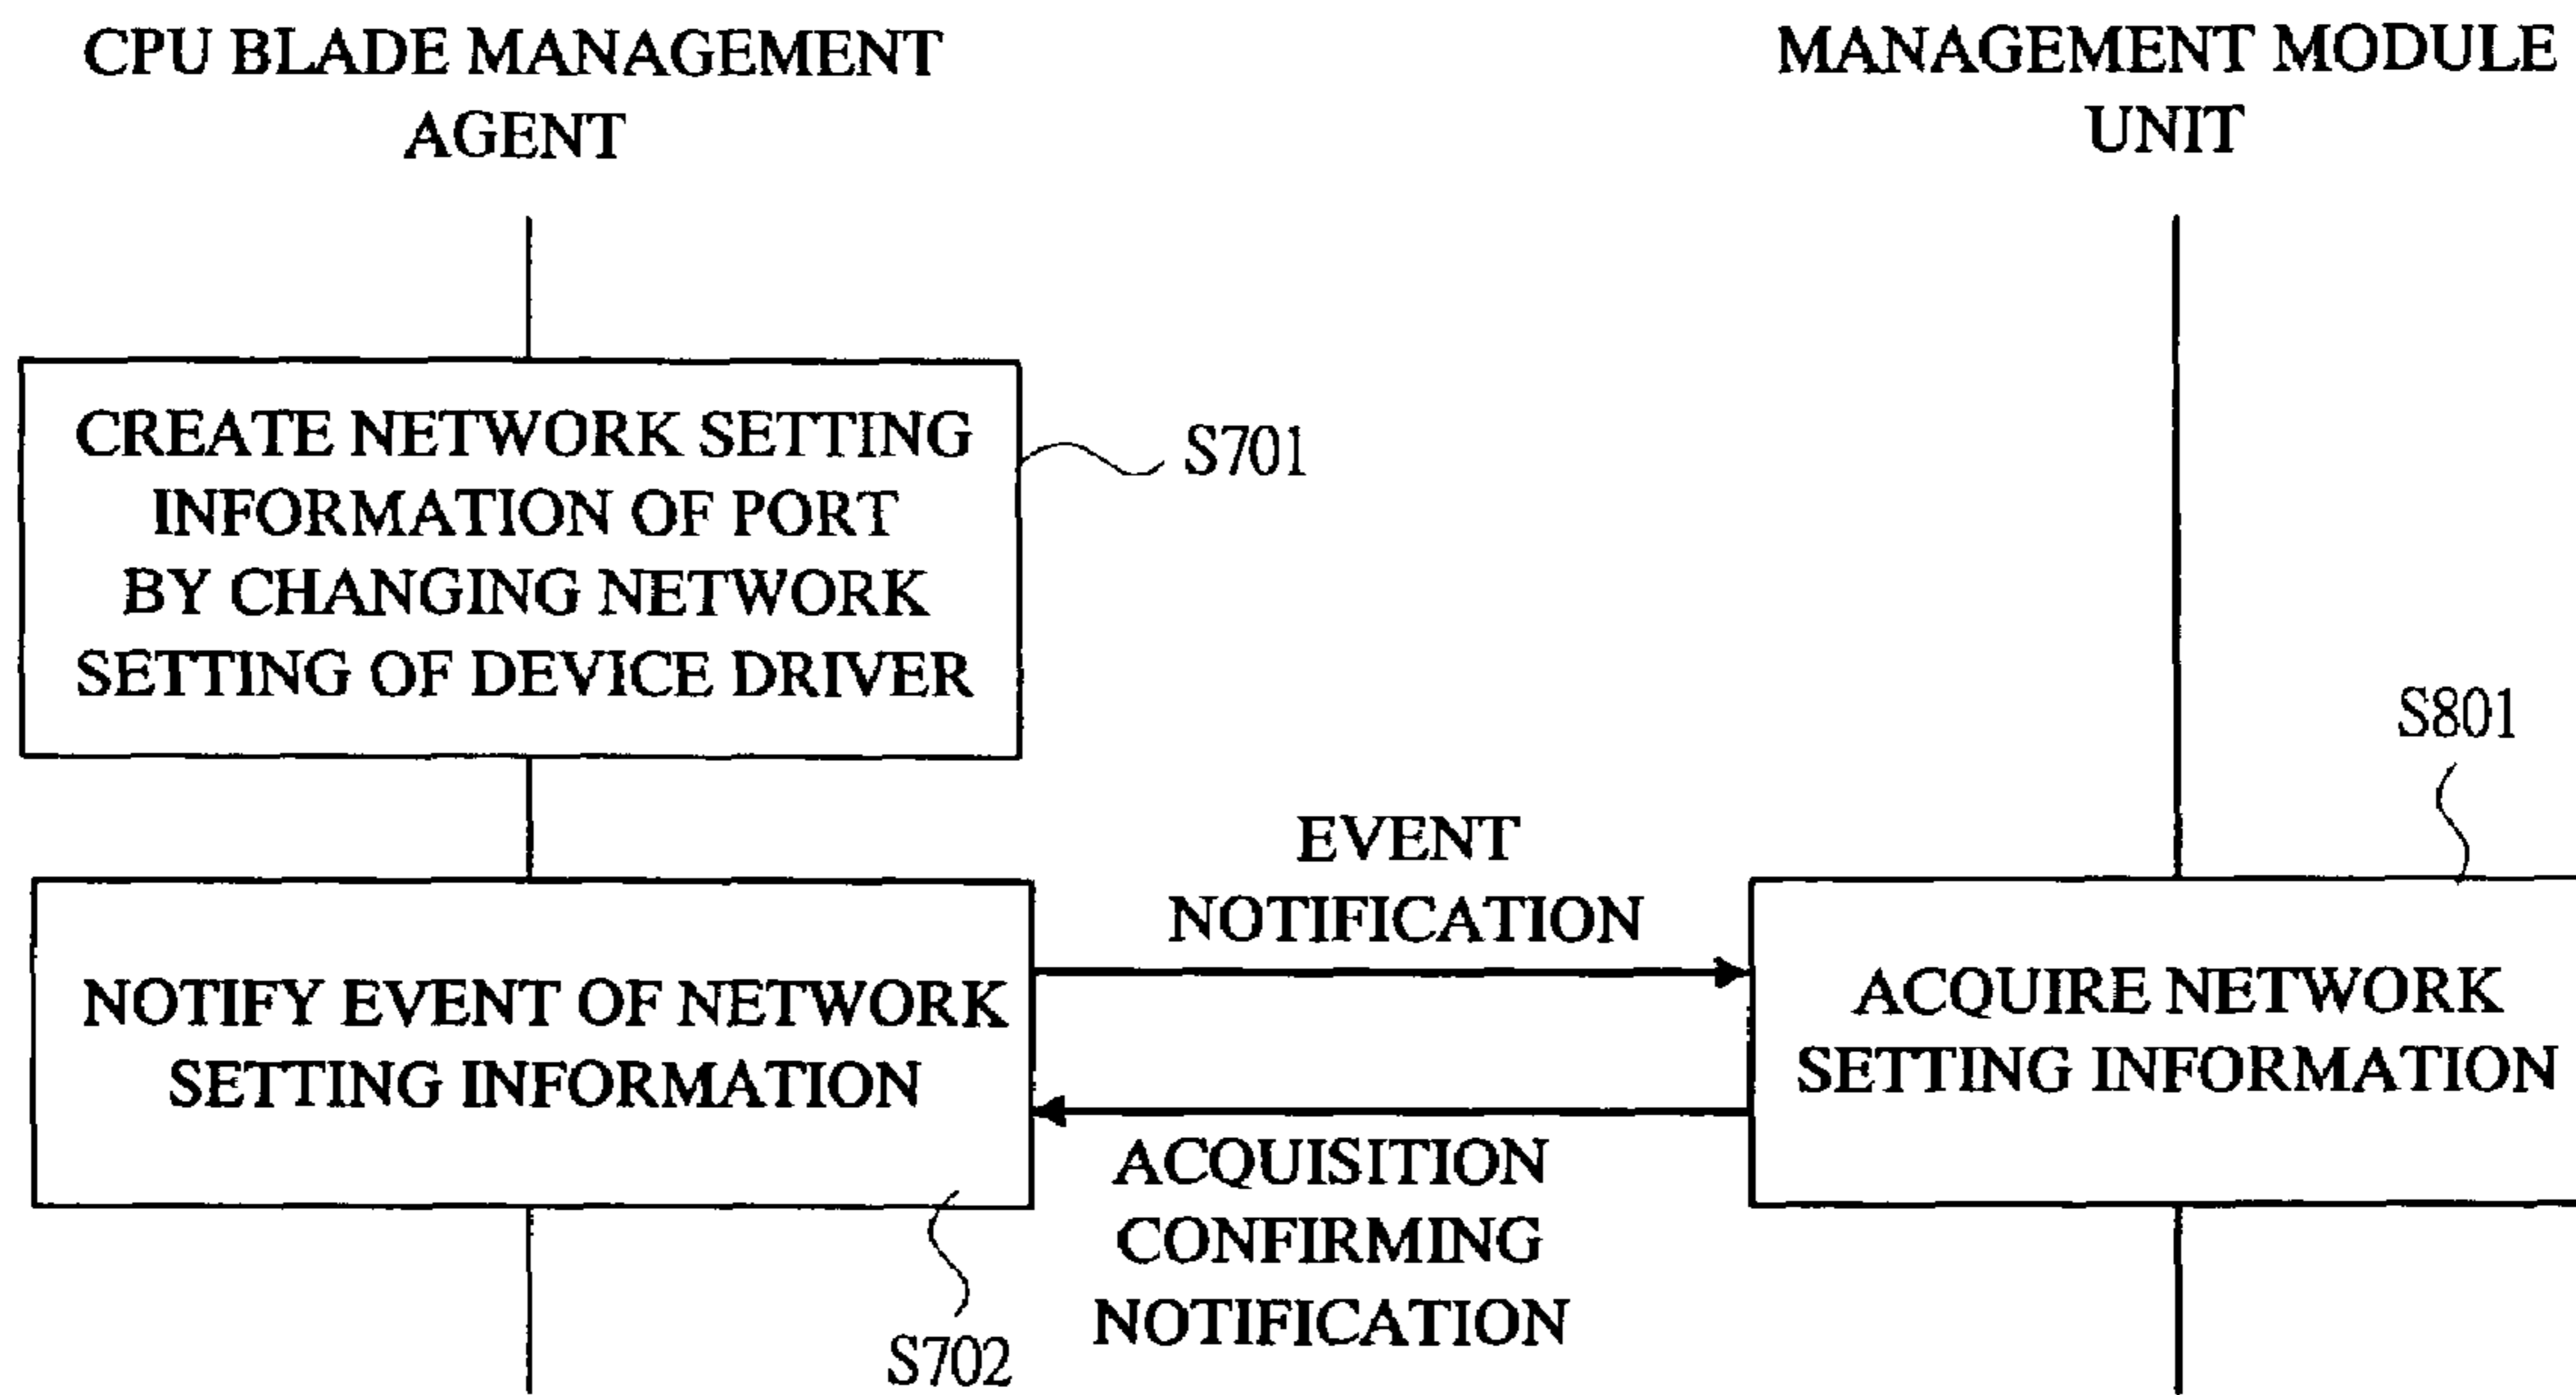 CPU BLADE MANAGEMENT
AGENT
MANAGEMENT MODULE
UNIT
CREATE NETWORK SETTING
INFORMATION OF PORT
BY CHANGING NETWORK
SETTING OF DEVICE DRIVER
S701
S801
EVENT
NOTIFICATION
NOTIFY EVENT OF NETWORK
SETTING INFORMATION
ACQUIRE NETWORK
SETTING INFORMATION
ACQUISITION
CONFIRMING
NOTIFICATION
S702